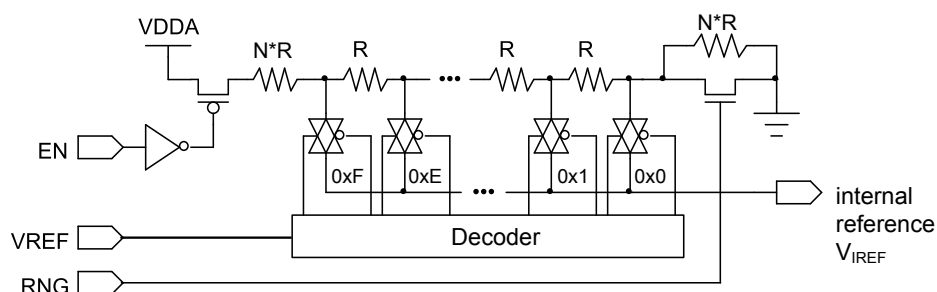 VDDA
N*R
R
R
R
N*R
EN
0xF
0xE
0x1
0x0
internal
reference
VIREF
VREF
Decoder
RNG